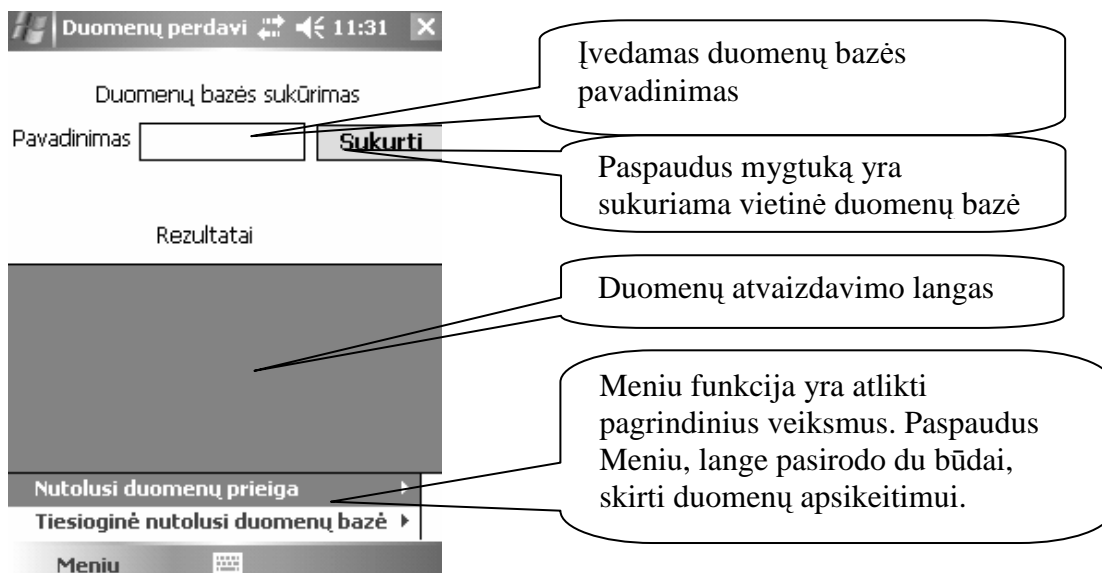 Duomenų perdavi 11:31
Duomenų bazės sukūrimas
Pavadinimas Sukurti
Rezultatai
Nutolusi duomenų prieiga
Tiesioginė nutolusi duomenų bazė
Meniu
Įvedamas duomenų bazės
pavadinimas
Paspaudus mygtuką yra
sukuriama vietinė duomenų bazė
Duomenų atvaizdavimo langas
Meniu funkcija yra atlikti
pagrindinius veiksmus. Paspaudus
Meniu, lange pasirodo du būdai,
skirti duomenų apsikeitimui.